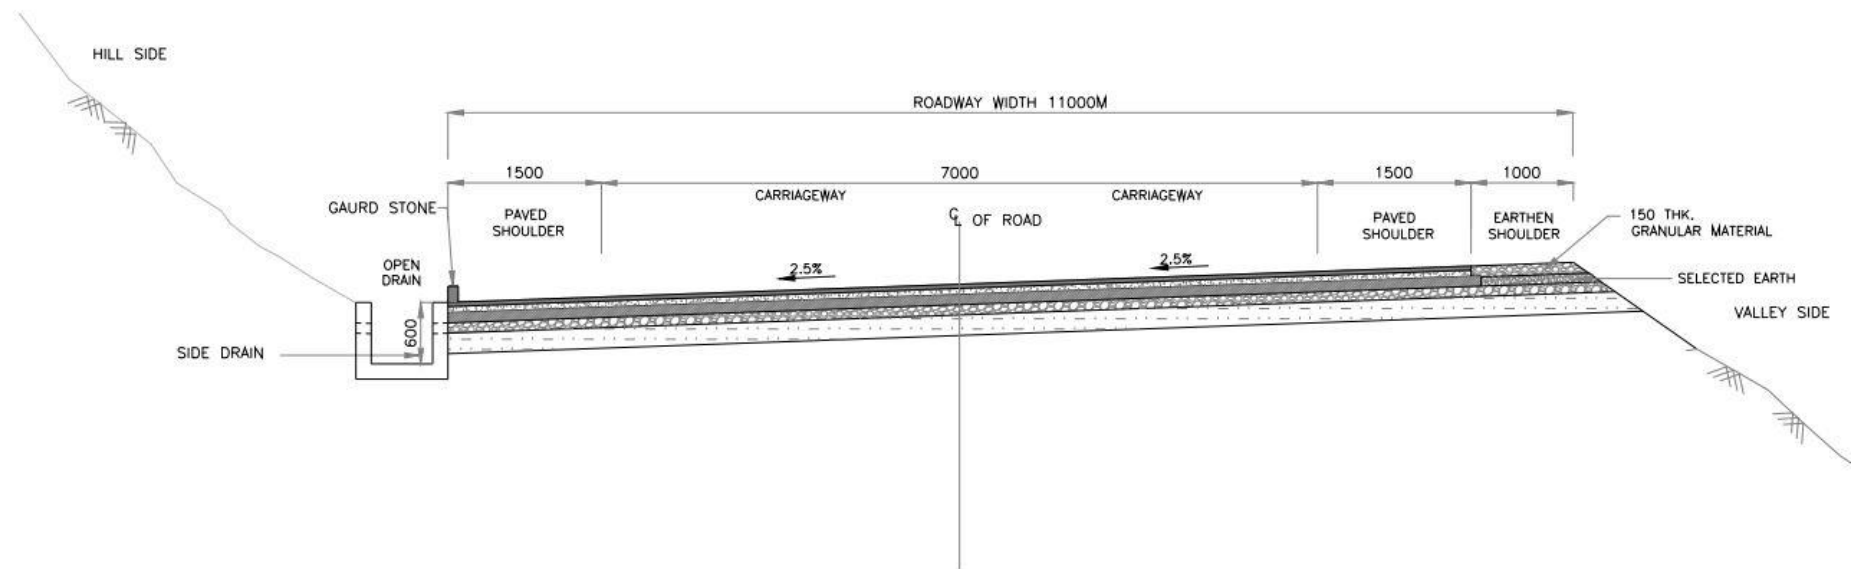 HILL SIDE
ROADWAY WIDTH 11000M
1500
7000
1500
1000
CARRIAGEWAY
CARRIAGEWAY
GAURD STONE
PAVED
SHOULDER
℄ OF ROAD
PAVED
SHOULDER
EARTHEN
SHOULDER
150 THK.
GRANULAR MATERIAL
OPEN
DRAIN
2.5%
2.5%
SELECTED EARTH
VALLEY SIDE
600
SIDE DRAIN